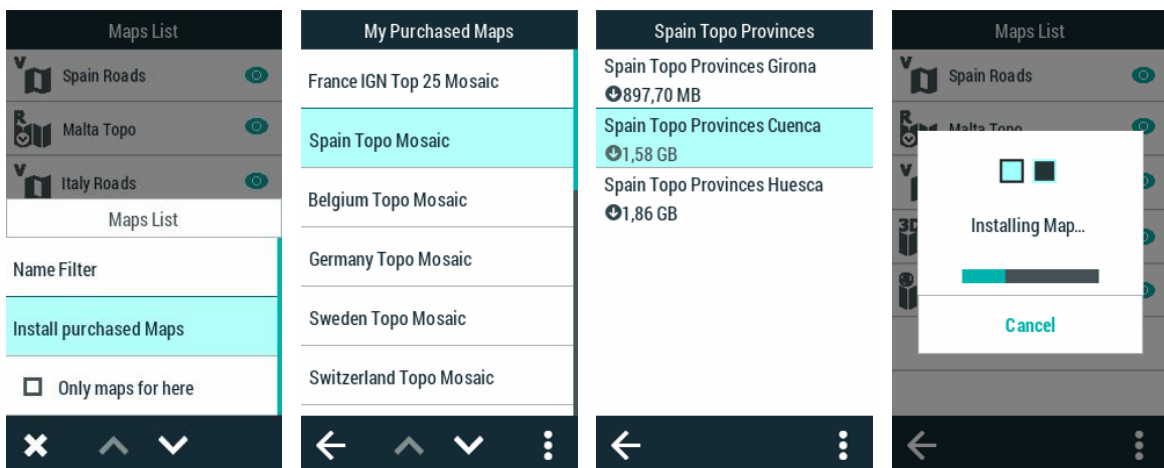 Maps List
V
Spain Roads
R
Malta Topo
V
Italy Roads
Maps List
Name Filter
Install purchased Maps
Only maps for here
My Purchased Maps
France IGN Top 25 Mosaic
Spain Topo Mosaic
Belgium Topo Mosaic
Germany Topo Mosaic
Sweden Topo Mosaic
Switzerland Topo Mosaic
Spain Topo Provinces
Spain Topo Provinces Girona
897,70 MB
Spain Topo Provinces Cuenca
1,58 GB
Spain Topo Provinces Huesca
1,86 GB
Maps List
V
Spain Roads
R
Malta Topo
V
3D
Installing Map...
Cancel